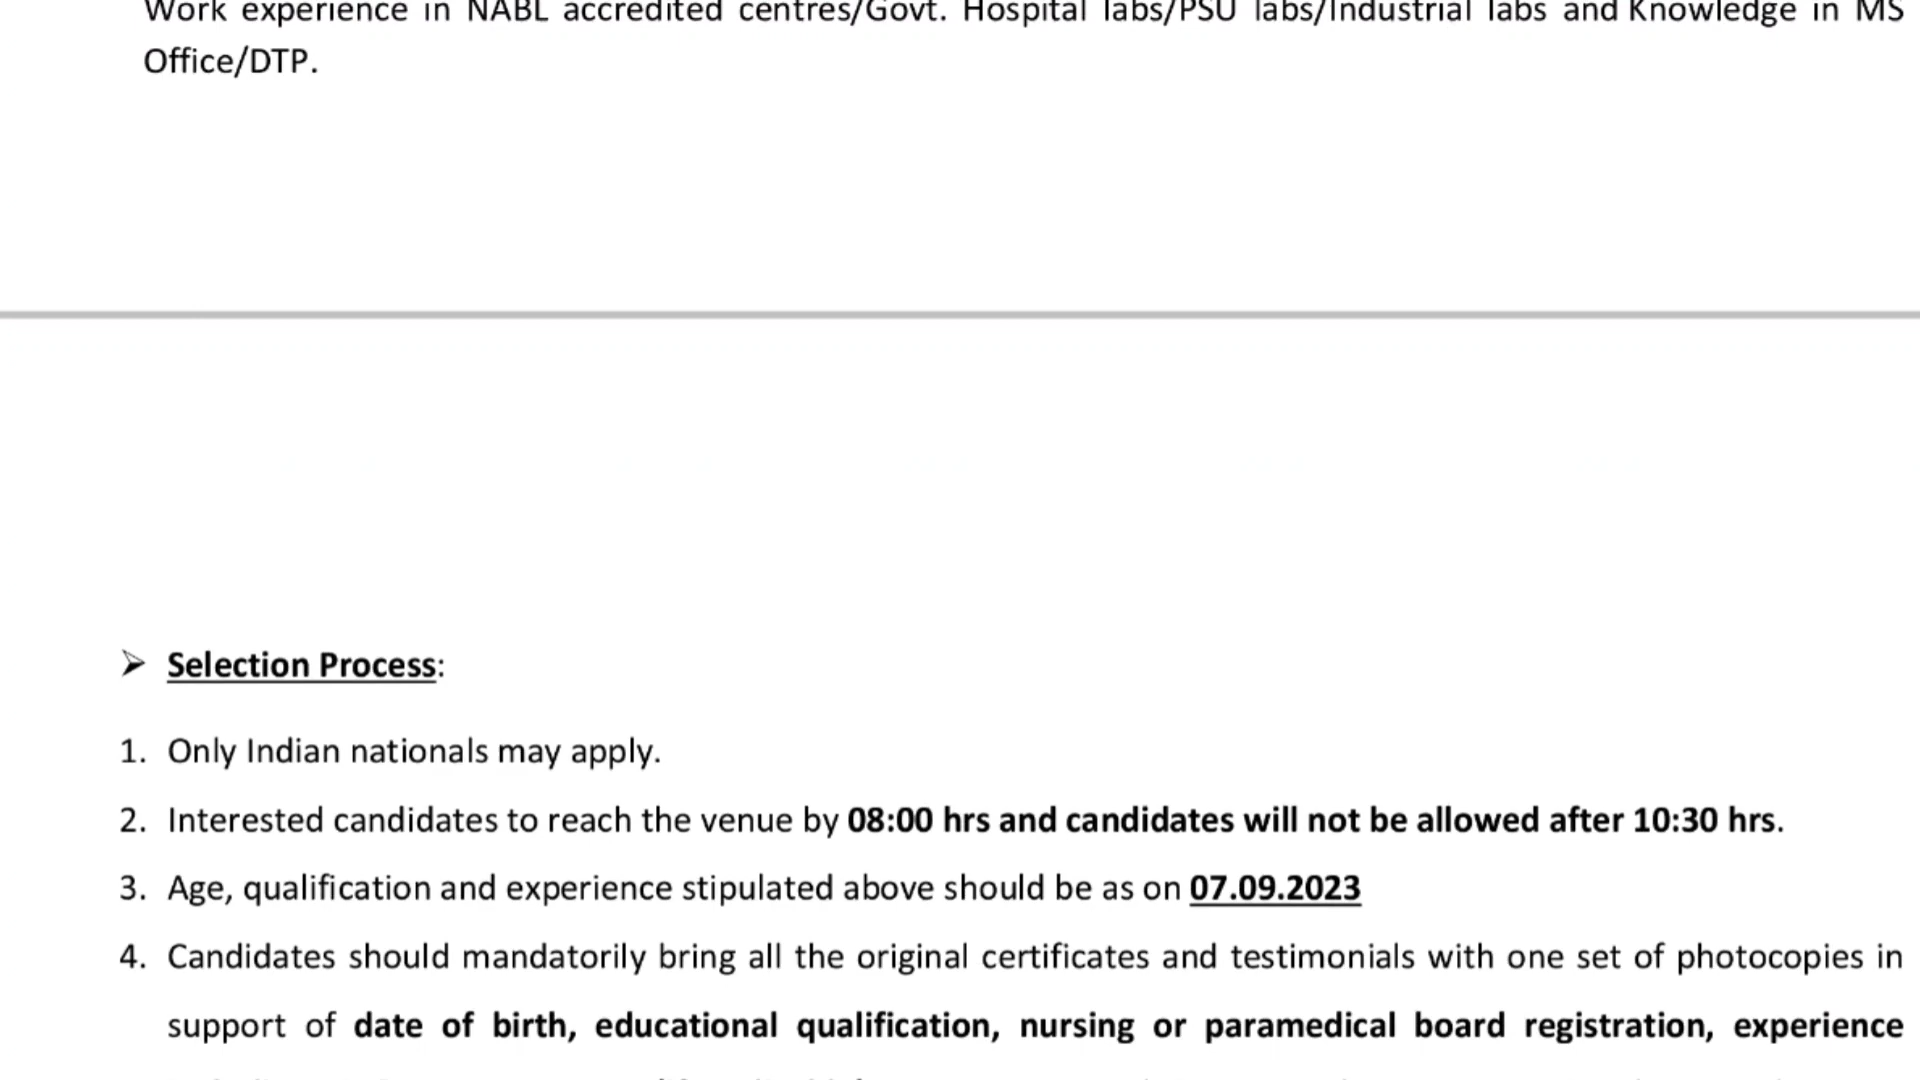 Work experience in NABL accredited centres/Govt. Hospital labs/PSU labs/Industrial labs and Knowledge in MS
Office/DTP.
➢ Selection Process:
1. Only Indian nationals may apply.
2. Interested candidates to reach the venue by 08:00 hrs and candidates will not be allowed after 10:30 hrs.
3. Age, qualification and experience stipulated above should be as on 07.09.2023
4. Candidates should mandatorily bring all the original certificates and testimonials with one set of photocopies in
support of date of birth, educational qualification, nursing or paramedical board registration, experience